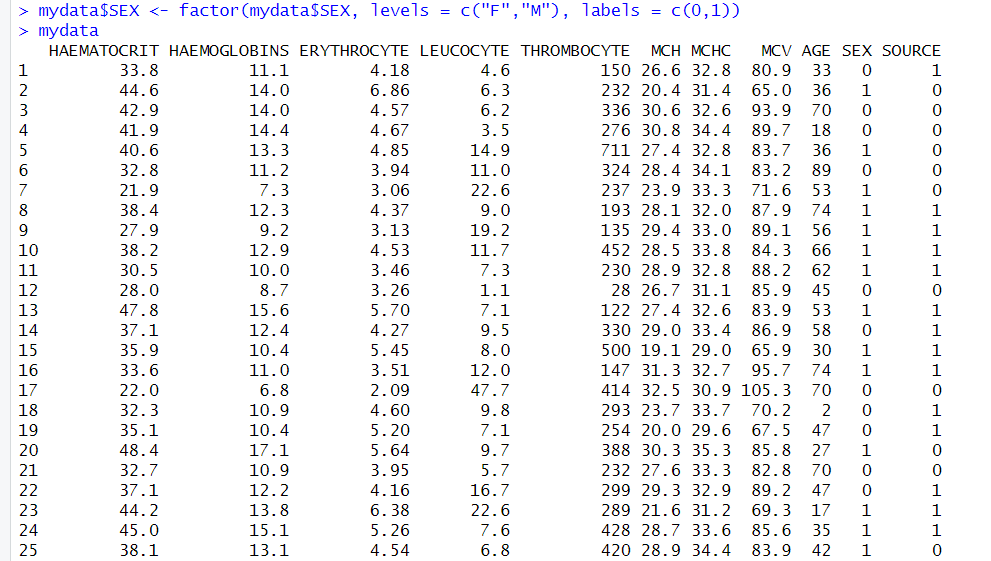 > mydata$SEX <- factor(mydata$SEX, levels = c("F","M"), labels = c(0,1))
> mydata
   HAEMATOCRIT HAEMOGLOBINS ERYTHROCYTE LEUCOCYTE THROMBOCYTE  MCH MCHC   MCV AGE SEX SOURCE
1         33.8         11.1        4.18       4.6         150 26.6 32.8  80.9  33   0      1
2         44.6         14.0        6.86       6.3         232 20.4 31.4  65.0  36   1      0
3         42.9         14.0        4.57       6.2         336 30.6 32.6  93.9  70   0      0
4         41.9         14.4        4.67       3.5         276 30.8 34.4  89.7  18   0      0
5         40.6         13.3        4.85      14.9         711 27.4 32.8  83.7  36   1      0
6         32.8         11.2        3.94      11.0         324 28.4 34.1  83.2  89   0      0
7         21.9          7.3        3.06      22.6         237 23.9 33.3  71.6  53   1      0
8         38.4         12.3        4.37       9.0         193 28.1 32.0  87.9  74   1      1
9         27.9          9.2        3.13      19.2         135 29.4 33.0  89.1  56   1      1
10        38.2         12.9        4.53      11.7         452 28.5 33.8  84.3  66   1      1
11        30.5         10.0        3.46       7.3         230 28.9 32.8  88.2  62   1      1
12        28.0          8.7        3.26       1.1          28 26.7 31.1  85.9  45   0      0
13        47.8         15.6        5.70       7.1         122 27.4 32.6  83.9  53   1      1
14        37.1         12.4        4.27       9.5         330 29.0 33.4  86.9  58   0      1
15        35.9         10.4        5.45       8.0         500 19.1 29.0  65.9  30   1      1
16        33.6         11.0        3.51      12.0         147 31.3 32.7  95.7  74   1      1
17        22.0          6.8        2.09      47.7         414 32.5 30.9 105.3  70   0      0
18        32.3         10.9        4.60       9.8         293 23.7 33.7  70.2   2   0      1
19        35.1         10.4        5.20       7.1         254 20.0 29.6  67.5  47   0      1
20        48.4         17.1        5.64       9.7         388 30.3 35.3  85.8  27   1      0
21        32.7         10.9        3.95       5.7         232 27.6 33.3  82.8  70   0      0
22        37.1         12.2        4.16      16.7         299 29.3 32.9  89.2  47   0      1
23        44.2         13.8        6.38      22.6         289 21.6 31.2  69.3  17   1      1
24        45.0         15.1        5.26       7.6         428 28.7 33.6  85.6  35   1      1
25        38.1         13.1        4.54       6.8         420 28.9 34.4  83.9  42   1      0